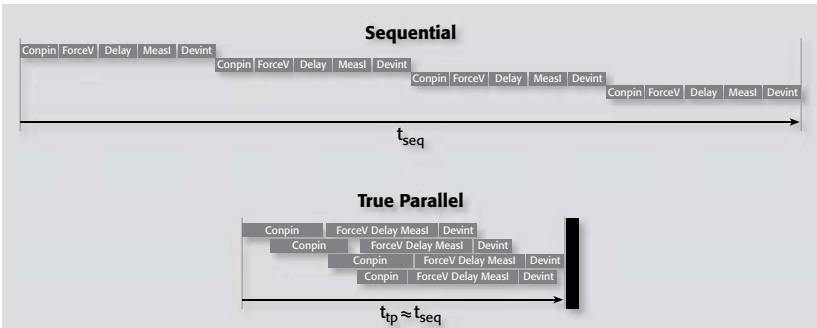 Sequential
Conpin ForceV Delay MeasI Devint
Conpin ForceV Delay MeasI Devint
Conpin ForceV Delay MeasI Devint
Conpin ForceV Delay MeasI Devint
tseq
True Parallel
Conpin ForceV Delay MeasI Devint
Conpin ForceV Delay MeasI Devint
Conpin ForceV Delay MeasI Devint
Conpin ForceV Delay MeasI Devint
ttp ≈ tseq